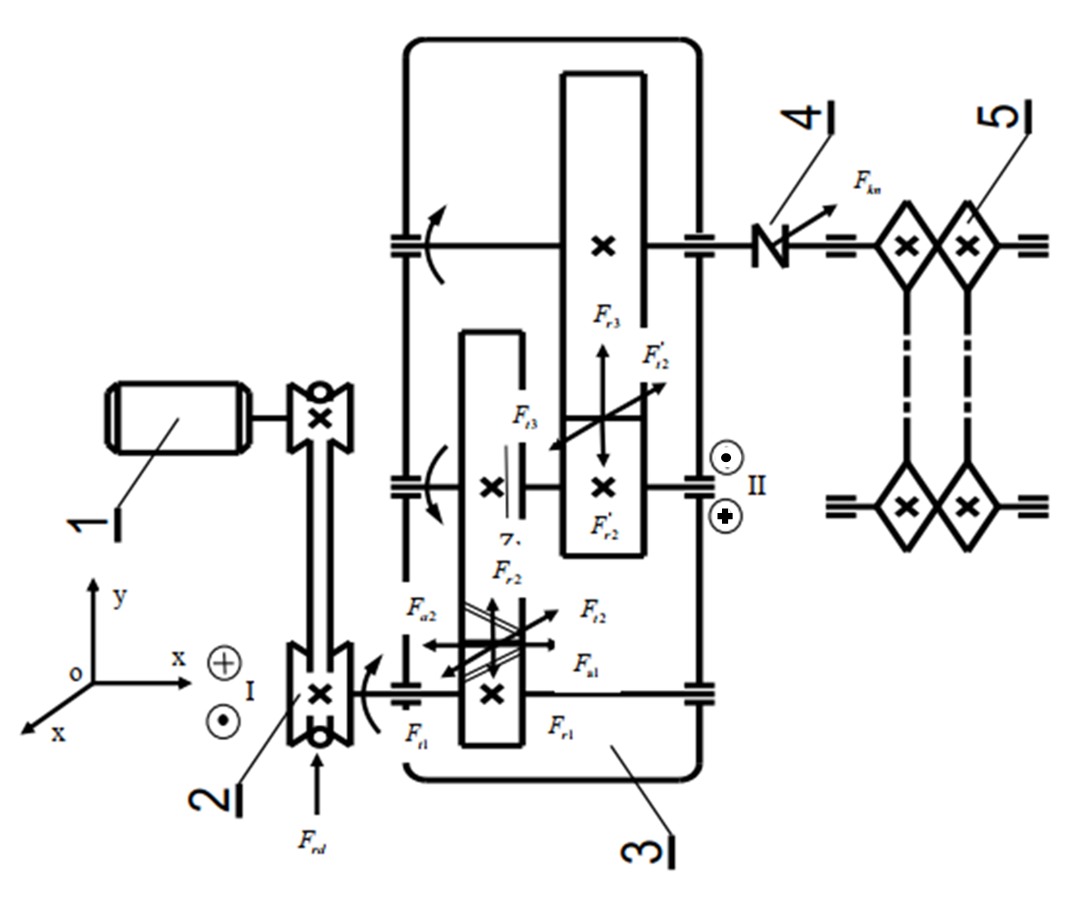 4
5
F_kn
F_r3
F'_t2
F_t3
II
1
F'_r2
F_r2
y
F_a2
F_t2
x
o
I
F_a1
x
F_t1
F_r1
2
F_rd
3